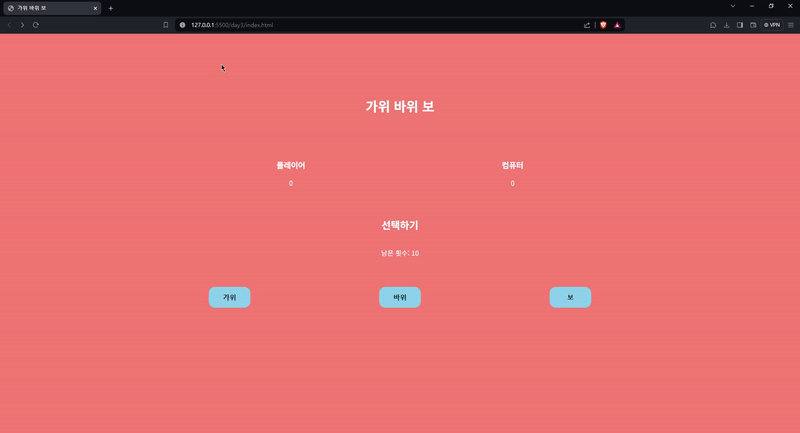 가위 바위 보
127.0.0.1:5500/day3/index.html
VPN
가위 바위 보
플레이어
컴퓨터
0
0
선택하기
남은 횟수: 10
가위
바위
보